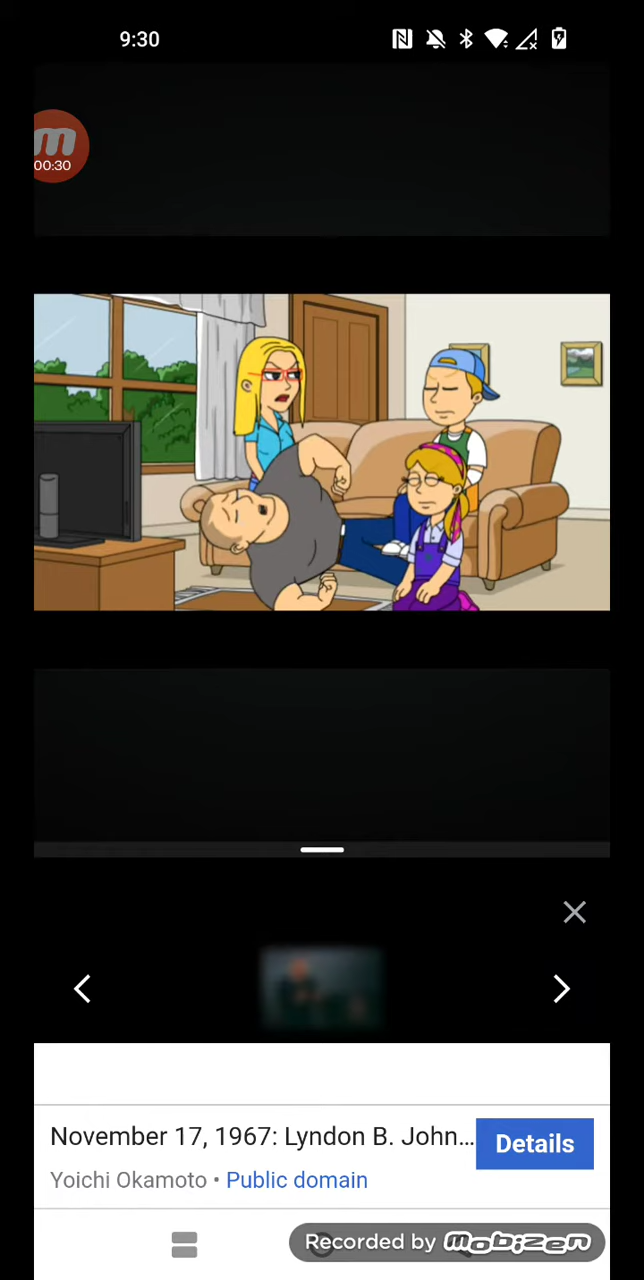 9:30
m
00:30
November 17, 1967: Lyndon B. John...
Details
Yoichi Okamoto • Public domain
Recorded by mobizen